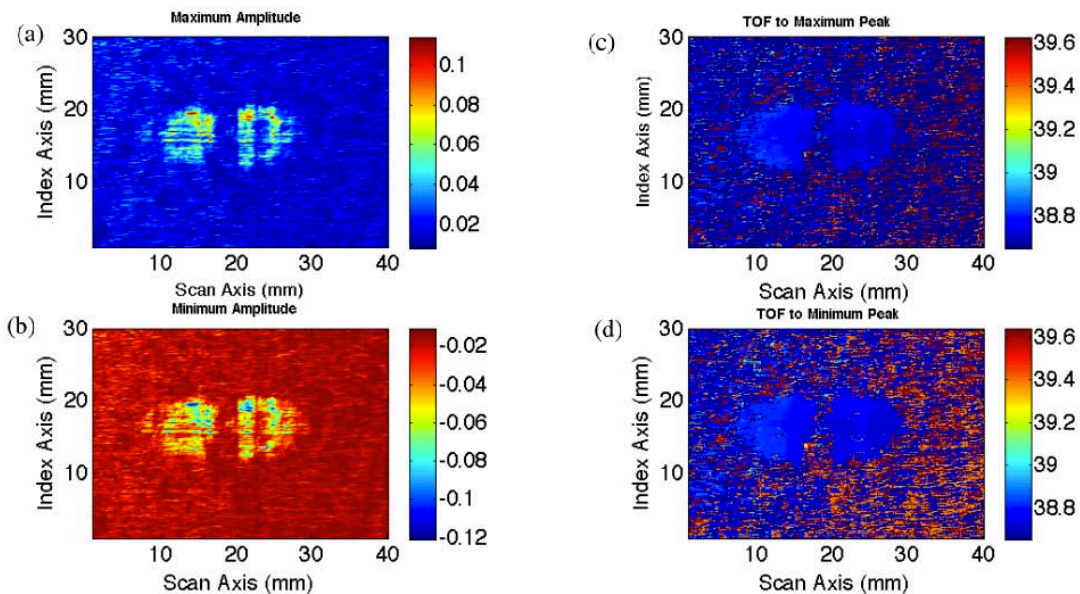 (a)
Maximum Amplitude
30
20
10
Index Axis (mm)
10 20 30 40
Scan Axis (mm)
0.1
0.08
0.06
0.04
0.02
(c)
TOF to Maximum Peak
30
20
10
Index Axis (mm)
10 20 30 40
Scan Axis (mm)
39.6
39.4
39.2
39
38.8
(b)
Minimum Amplitude
30
20
10
Index Axis (mm)
10 20 30 40
Scan Axis (mm)
-0.02
-0.04
-0.06
-0.08
-0.1
-0.12
(d)
TOF to Minimum Peak
30
20
10
Index Axis (mm)
10 20 30 40
Scan Axis (mm)
39.6
39.4
39.2
39
38.8